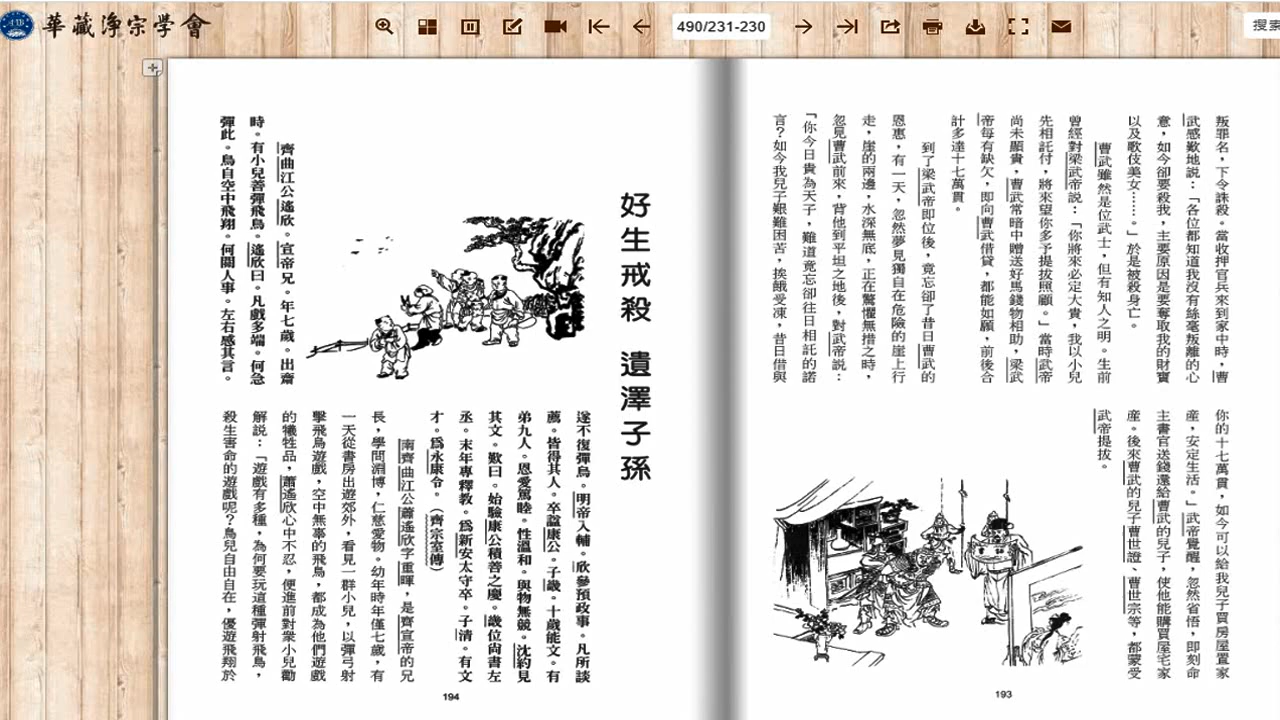 華藏淨宗學會
490/231-230
搜索
叛罪名，下令誅殺。當收押官兵來到家中時，曹
武感歎地說：「各位都知道我沒有絲毫叛離的心
意，如今卻要殺我，主要原因是要奪取我的財寶
以及歌伎美女⋯⋯。」於是被殺身亡。
曹武雖然是位武士，但有知人之明。生前
曾經對梁武帝說：「你將來必定大貴，我以小兒
先相託付，將來望你多予提拔照顧。」當時武帝
尚未顯貴，曹武常暗中贈送好馬錢物相助，梁武
帝每有缺欠，即向曹武借貸，都能如願，前後合
計多達十七萬貫。
到了梁武帝即位後，竟忘卻了昔日曹武的
恩惠，有一天，忽然夢見獨自在危險的崖上行
走，崖的兩邊，水深無底，正在驚懼無措之時，
忽見曹武前來，背他到平坦之地後，對武帝說：
「你今日貴為天子，難道竟忘卻往日相託的諾
言？如今我兒子艱難困苦，挨餓受凍，昔日借與
你的十七萬貫，如今可以給我兒子買房屋置家
產，安定生活。」武帝覺醒，忽然省悟，即刻命
主書官送錢還給曹武的兒子，使他能購買屋宅家
產。後來曹武的兒子曹世證、曹世宗等，都蒙受
武帝提拔。
193
好生戒殺　遺澤子孫
齊曲江公遙欣。宣帝兄。年七歲。出齋
時。有小兒善彈飛鳥。遙欣曰。凡戲多端。何急
彈此。鳥自空中飛翔。何關人事。左右感其言。
遂不復彈鳥。明帝入輔。欣參預政事。凡所談
薦。皆得其人。卒諡康公。子畿。十歲能文。有
弟九人。恩愛篤睦。性溫和。與物無競。沈約見
其文。歎曰。始驗康公積善之慶。畿位尚書左
丞。末年專釋教。為新安太守卒。子清。有文
才。為永康令。（齊宗室傳）
南齊曲江公蕭遙欣字重暉，是齊宣帝的兄
長，學問淵博，仁慈愛物。幼年時年僅七歲，有
一天從書房出遊郊外，看見一群小兒，以彈弓射
擊飛鳥遊戲，空中無辜的飛鳥，都成為他們遊戲
的犧牲品，蕭遙欣心中不忍，便進前對眾小兒勸
解說：「遊戲有多種，為何要玩這種彈射飛鳥，
殺生害命的遊戲呢？鳥兒自由自在，優遊飛翔於
194